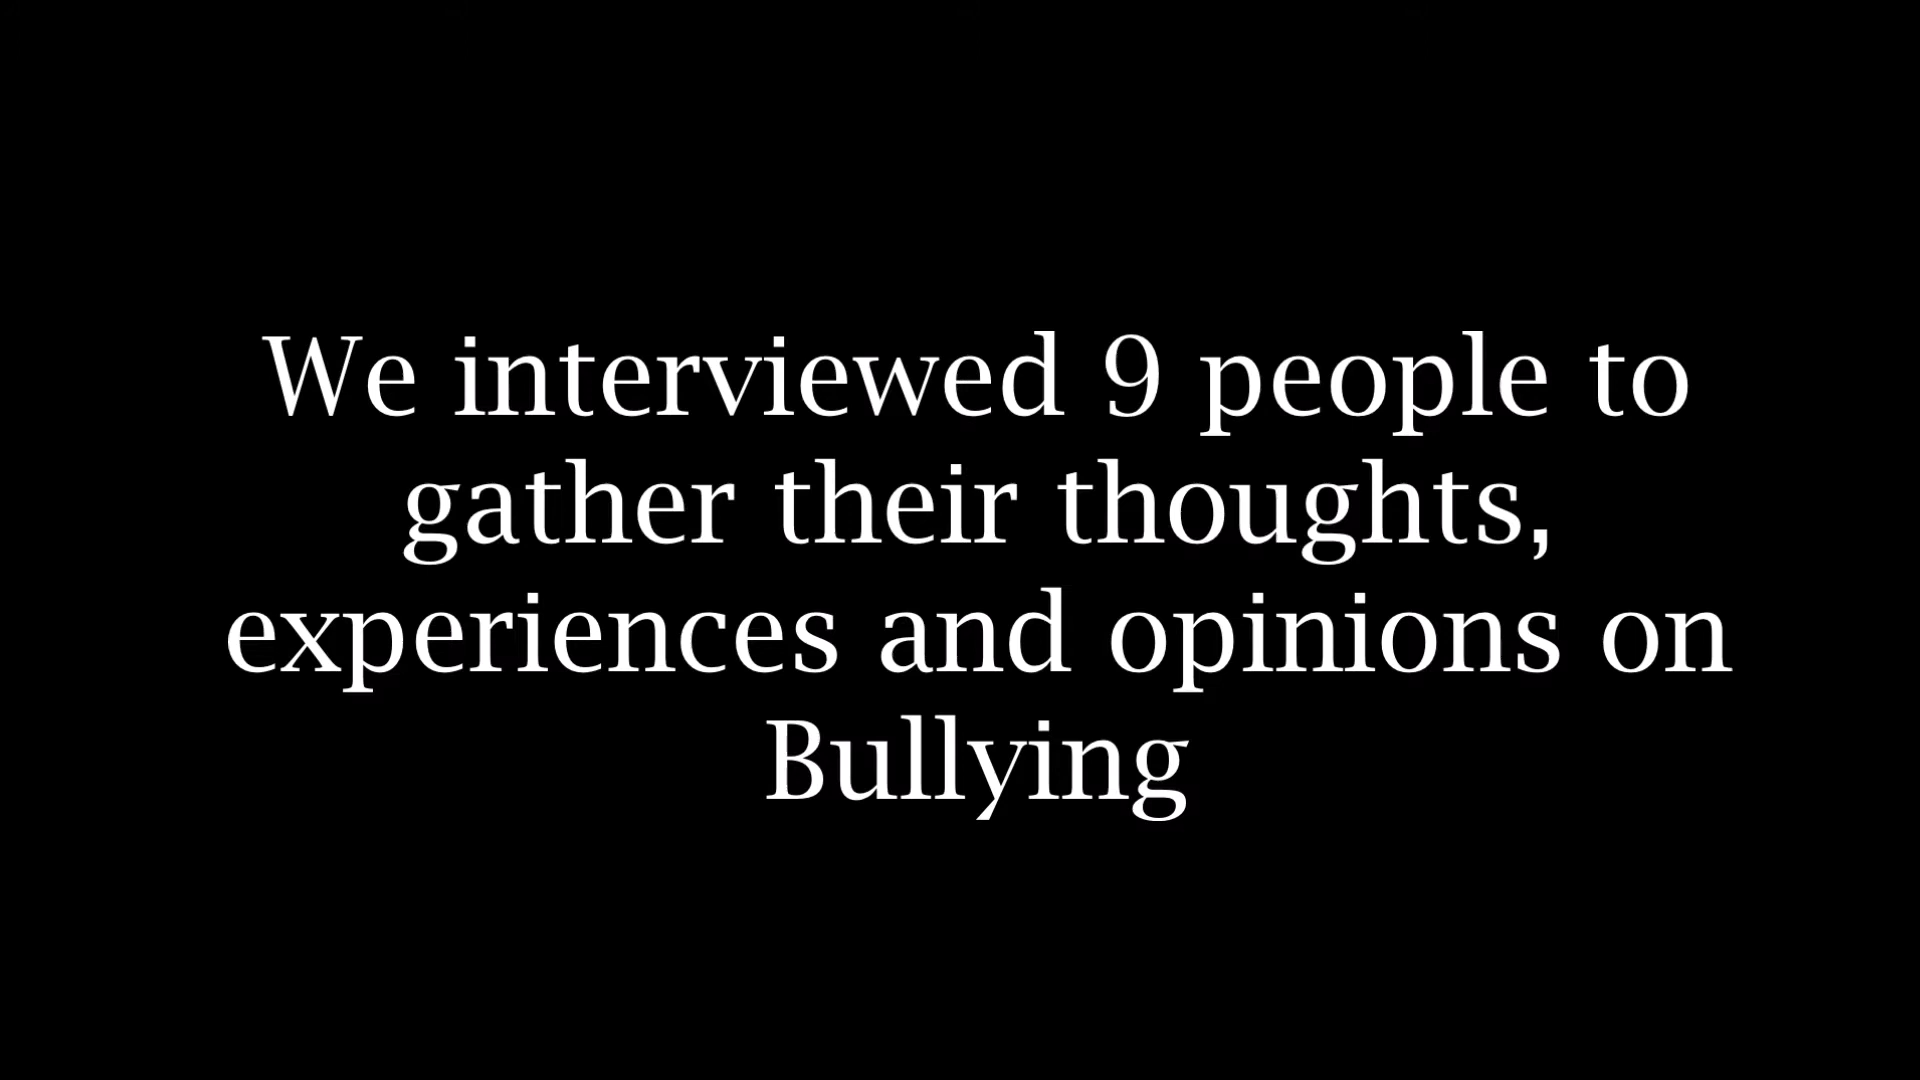 We interviewed 9 people to
gather their thoughts,
experiences and opinions on
Bullying